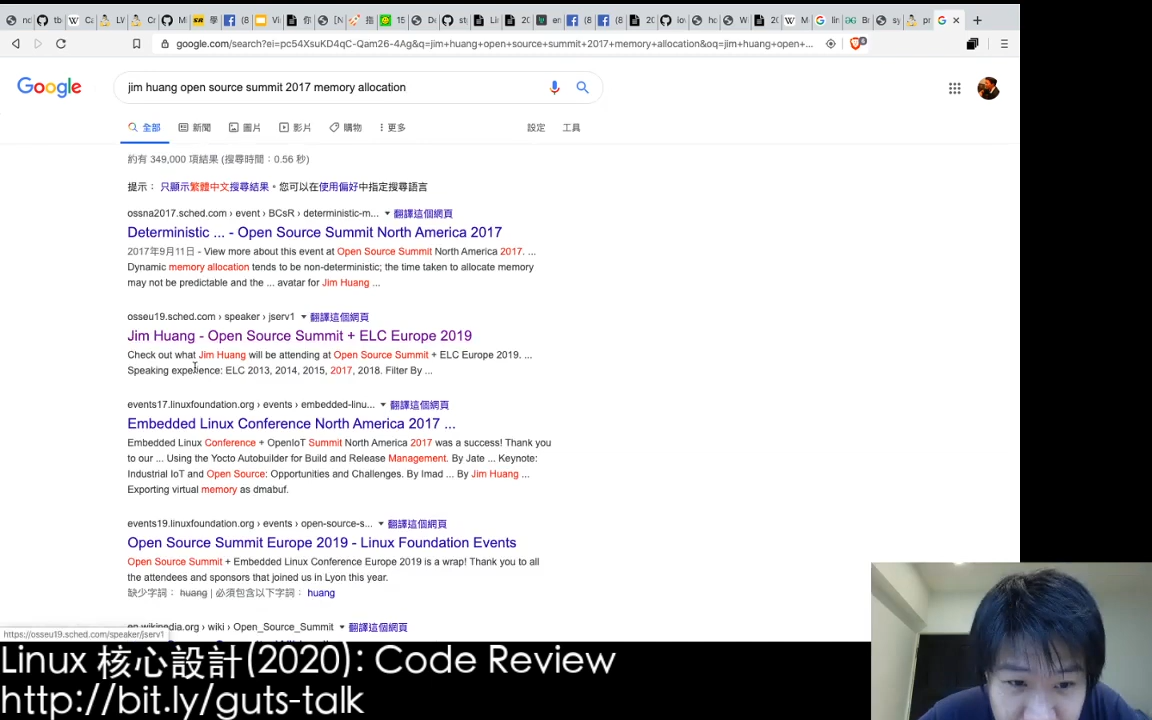 google.com/search?ei=pc54XsuKD4qC-Qam26-4Ag&q=jim+huang+open+source+summit+2017+memory+allocation&oq=jim+huang+open+...
Google
jim huang open source summit 2017 memory allocation
全部 新聞 圖片 影片 購物 更多 設定 工具
約有 349,000 項結果 (搜尋時間：0.56 秒)
提示： 只顯示繁體中文搜尋結果。您可以在使用偏好中指定搜尋語言
ossna2017.sched.com › event › BCsR › deterministic-m... 翻譯這個網頁
Deterministic ... - Open Source Summit North America 2017
2017年9月11日 - View more about this event at Open Source Summit North America 2017. ...
Dynamic memory allocation tends to be non-deterministic; the time taken to allocate memory
may not be predictable and the ... avatar for Jim Huang ...
osseu19.sched.com › speaker › jserv1 翻譯這個網頁
Jim Huang - Open Source Summit + ELC Europe 2019
Check out what Jim Huang will be attending at Open Source Summit + ELC Europe 2019. ...
Speaking experience: ELC 2013, 2014, 2015, 2017, 2018. Filter By ...
events17.linuxfoundation.org › events › embedded-linu... 翻譯這個網頁
Embedded Linux Conference North America 2017 ...
Embedded Linux Conference + OpenIoT Summit North America 2017 was a success! Thank you
to our ... Using the Yocto Autobuilder for Build and Release Management. By Jate ... Keynote:
Industrial IoT and Open Source: Opportunities and Challenges. By Imad ... By Jim Huang ...
Exporting virtual memory as dmabuf.
events19.linuxfoundation.org › events › open-source-s... 翻譯這個網頁
Open Source Summit Europe 2019 - Linux Foundation Events
Open Source Summit + Embedded Linux Conference Europe 2019 is a wrap! Thank you to all
the attendees and sponsors that joined us in Lyon this year.
缺少字詞： huang | 必須包含以下字詞： huang
en.wikipedia.org › wiki › Open_Source_Summit 翻譯這個網頁
https://osseu19.sched.com/speaker/jserv1
Linux 核心設計(2020): Code Review
http://bit.ly/guts-talk